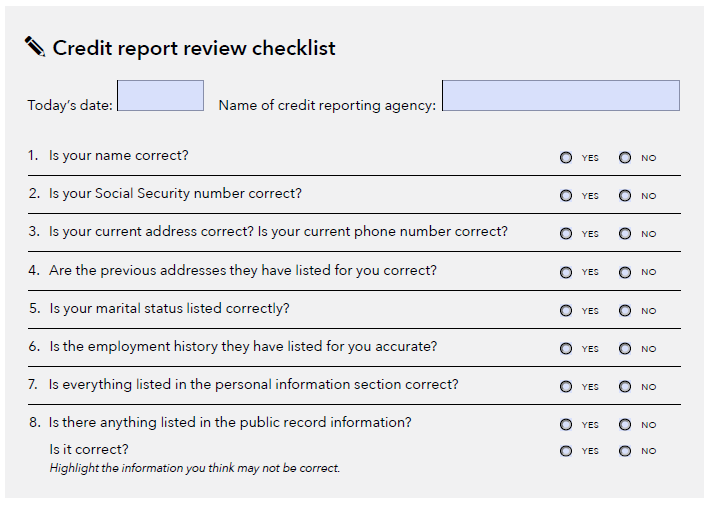 Credit report review checklist
Today's date: Name of credit reporting agency:
1. Is your name correct? YES NO
2. Is your Social Security number correct? YES NO
3. Is your current address correct? Is your current phone number correct? YES NO
4. Are the previous addresses they have listed for you correct? YES NO
5. Is your marital status listed correctly? YES NO
6. Is the employment history they have listed for you accurate? YES NO
7. Is everything listed in the personal information section correct? YES NO
8. Is there anything listed in the public record information? YES NO
Is it correct? YES NO
Highlight the information you think may not be correct.